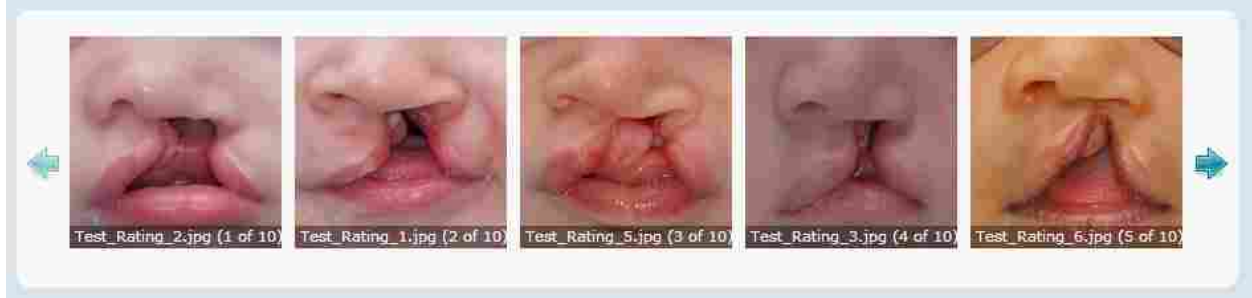 Test_Rating_2.jpg (1 of 10)
Test_Rating_1.jpg (2 of 10)
Test_Rating_5.jpg (3 of 10)
Test_Rating_3.jpg (4 of 10)
Test_Rating_6.jpg (5 of 10)